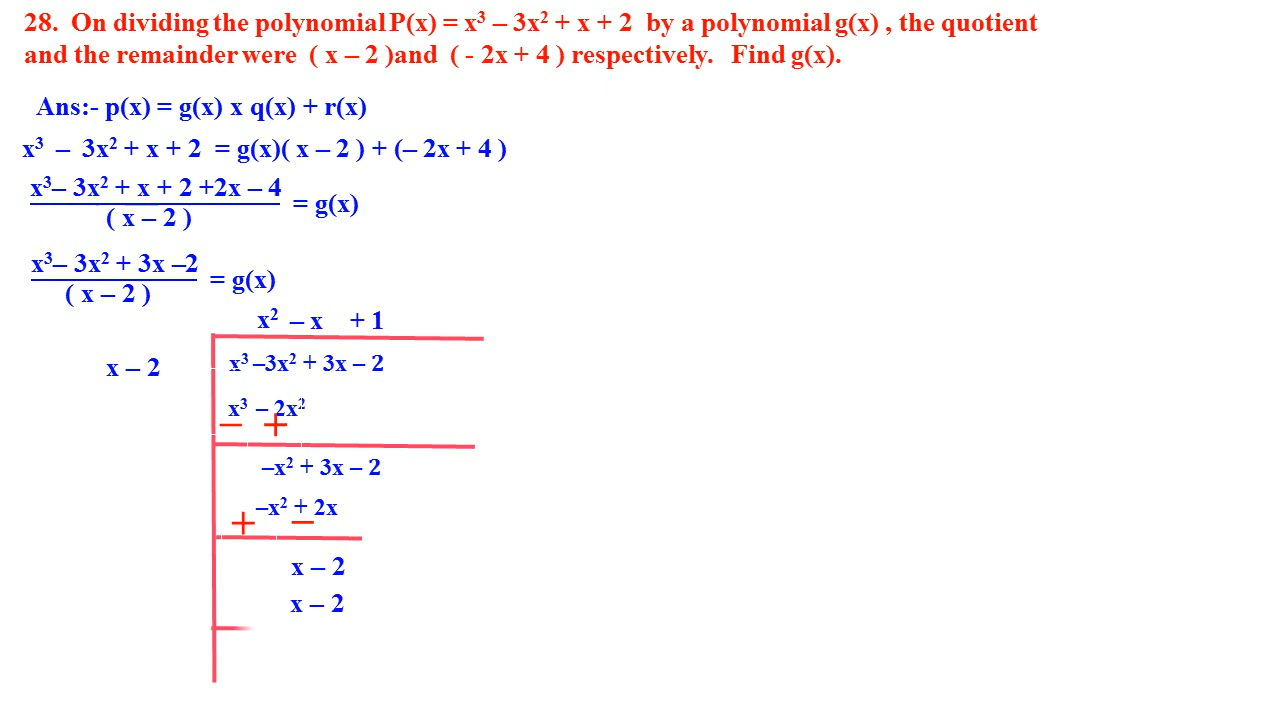 28. On dividing the polynomial P(x) = x³ – 3x² + x + 2 by a polynomial g(x) , the quotient
and the remainder were ( x – 2 )and ( - 2x + 4 ) respectively. Find g(x).
Ans:- p(x) = g(x) x q(x) + r(x)
x³ – 3x² + x + 2 = g(x)( x – 2 ) + (– 2x + 4 )
x³– 3x² + x + 2 +2x – 4
( x – 2 )
= g(x)
x³– 3x² + 3x –2
( x – 2 )
= g(x)
x² – x + 1
x – 2
x³ –3x² + 3x – 2
x³ – 2x²
– +
–x² + 3x – 2
–x² + 2x
+ –
x – 2
x – 2